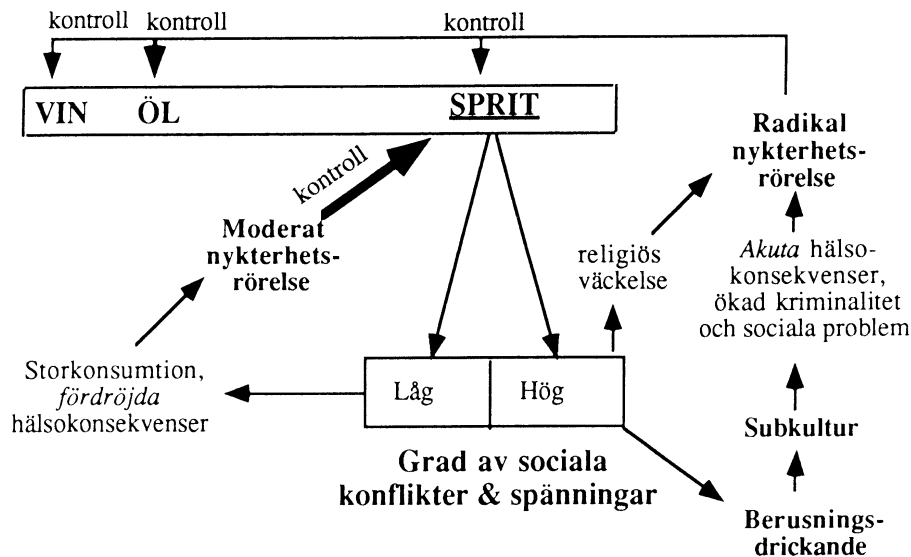 kontroll kontroll kontroll
VIN ÖL SPRIT
kontroll
Radikal
nykterhets-
rörelse
Moderat
nykterhets-
rörelse
religiös
väckelse
Akuta hälso-
konsekvenser,
ökad kriminalitet
och sociala problem
Storkonsumtion,
fördröjda
hälsokonsekvenser
Låg Hög
Grad av sociala
konflikter & spänningar
Subkultur
Berusnings-
drickande